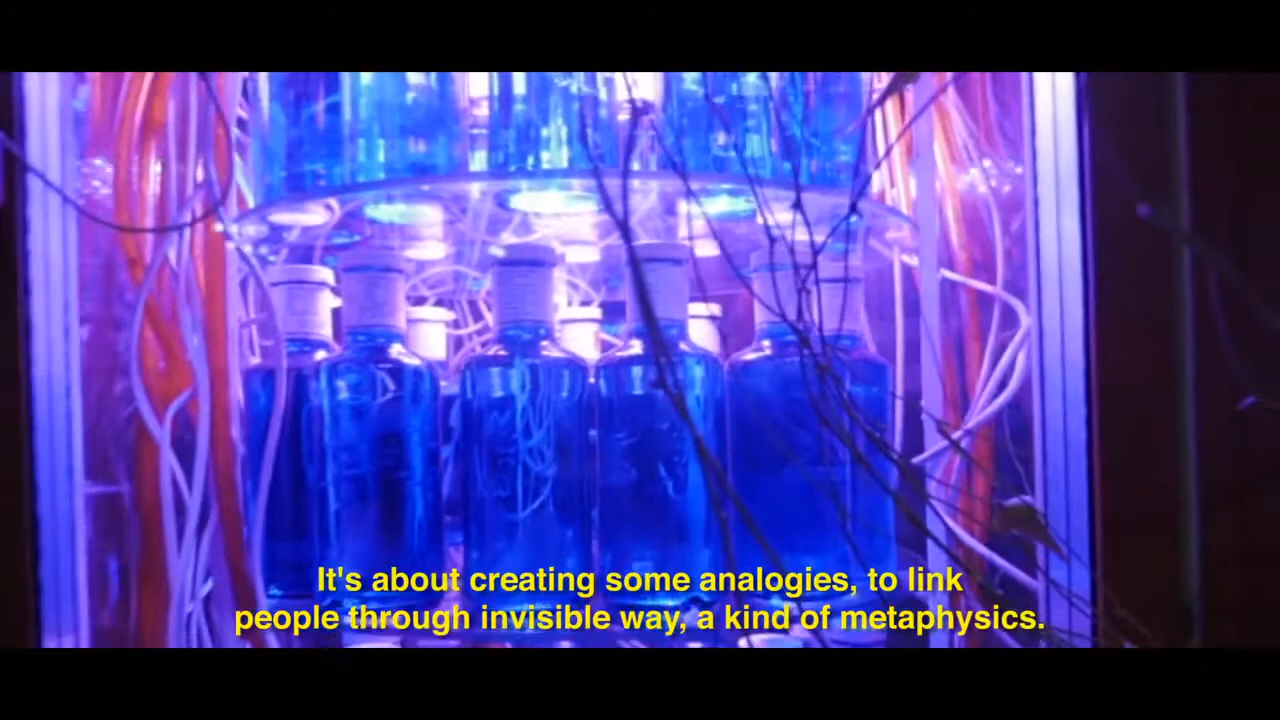 It's about creating some analogies, to link
people through invisible way, a kind of metaphysics.